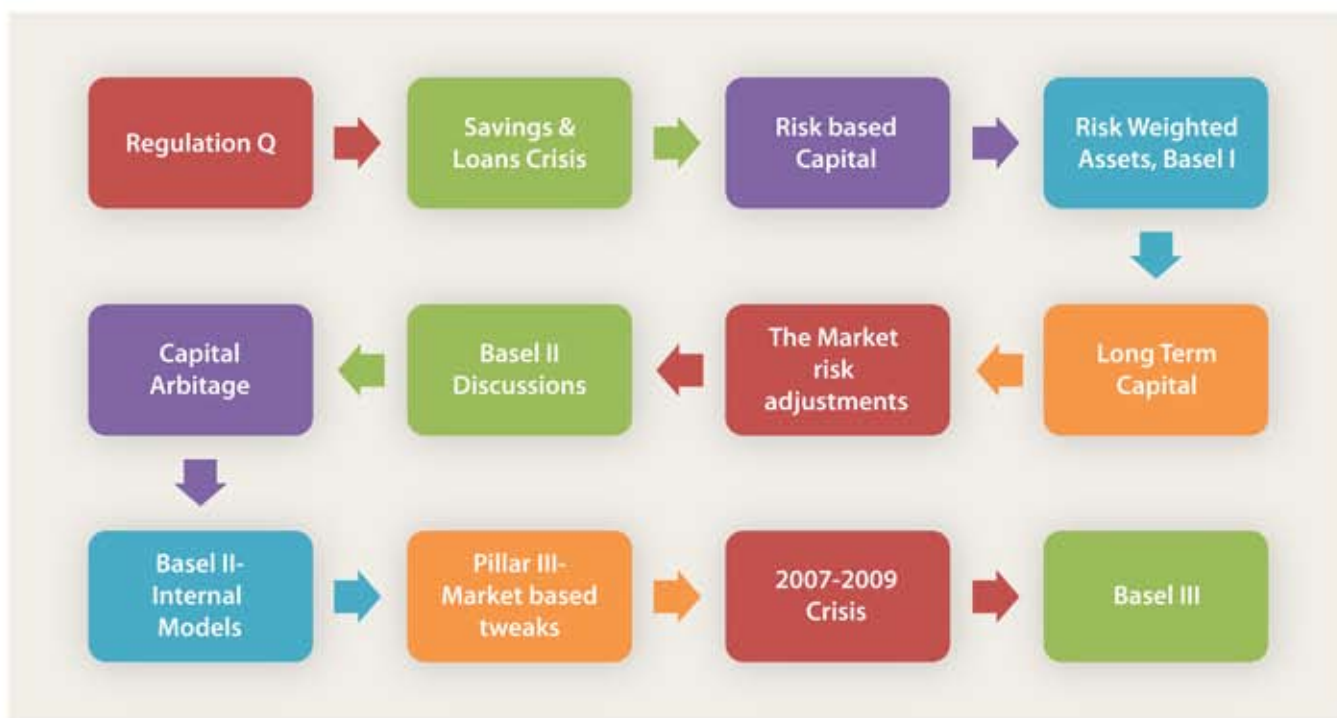 Regulation Q
Savings &
Loans Crisis
Risk based
Capital
Risk Weighted
Assets, Basel I
Long Term
Capital
The Market
risk
adjustments
Basel II
Discussions
Capital
Arbitage
Basel II-
Internal
Models
Pillar III-
Market based
tweaks
2007-2009
Crisis
Basel III